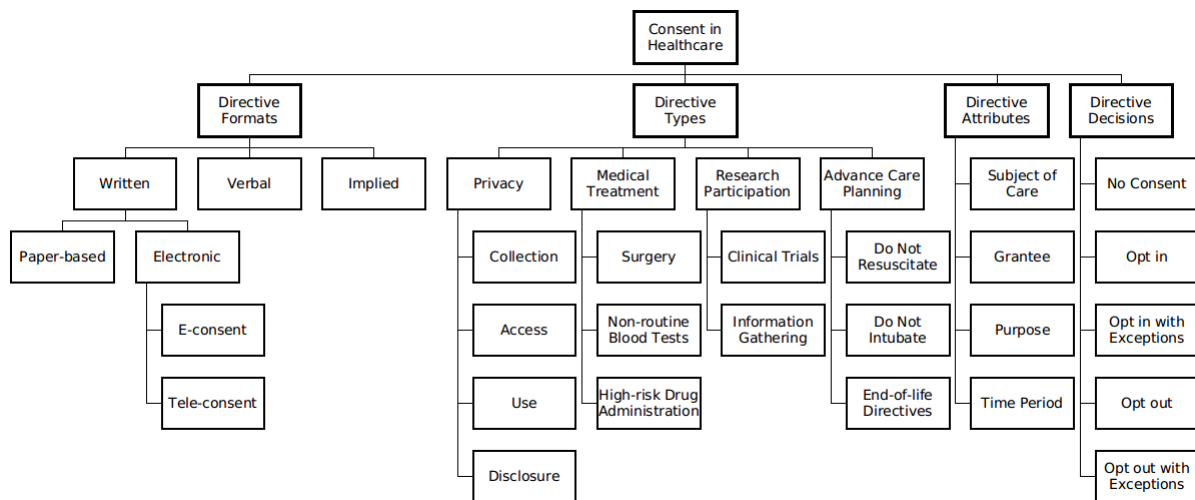 Consent in
Healthcare
Directive
Formats
Directive
Types
Directive
Attributes
Directive
Decisions
Written
Verbal
Implied
Privacy
Medical
Treatment
Research
Participation
Advance Care
Planning
Subject of
Care
No Consent
Paper-based
Electronic
Collection
Surgery
Clinical Trials
Do Not
Resuscitate
Grantee
Opt in
E-consent
Access
Non-routine
Blood Tests
Information
Gathering
Do Not
Intubate
Purpose
Opt in with
Exceptions
Tele-consent
Use
High-risk Drug
Administration
End-of-life
Directives
Time Period
Opt out
Disclosure
Opt out with
Exceptions